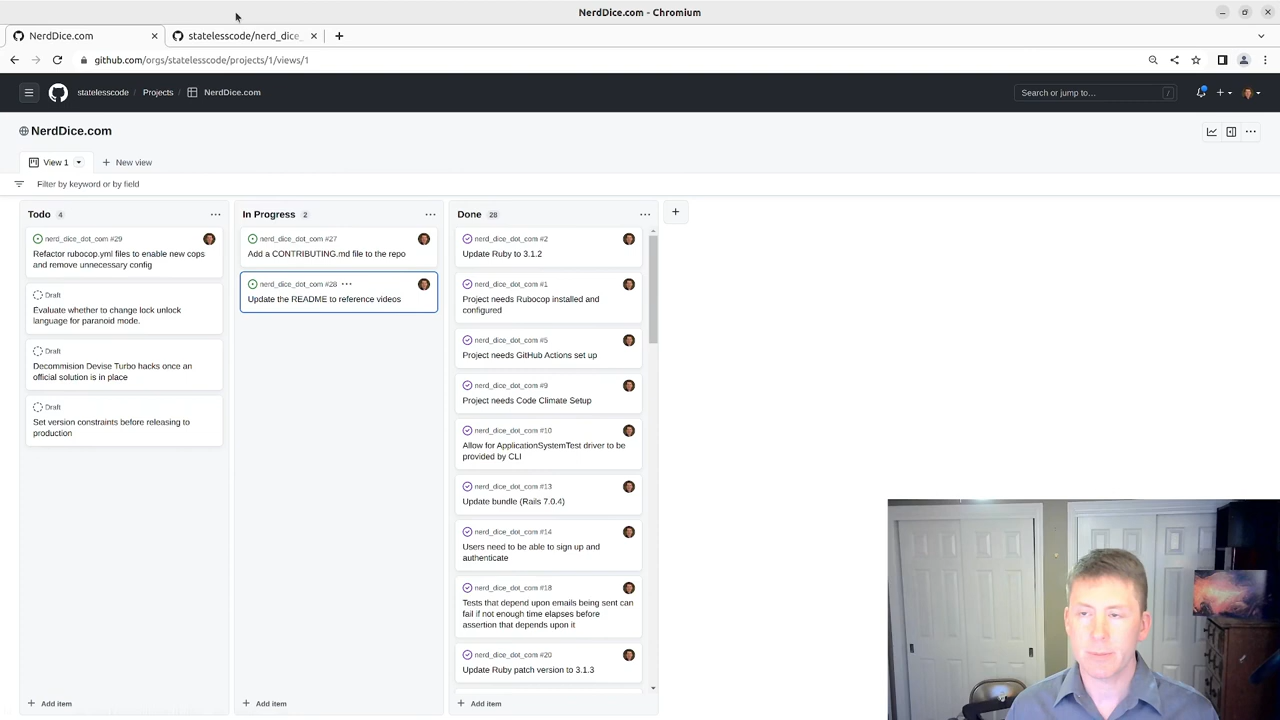 NerdDice.com - Chromium
NerdDice.com
statelesscode/nerd_dice_
github.com/orgs/statelesscode/projects/1/views/1
statelesscode / Projects / NerdDice.com
Search or jump to… /
NerdDice.com
View 1
New view
Filter by keyword or by field
Todo 4
nerd_dice_dot_com #29
Refactor rubocop.yml files to enable new cops
and remove unnecessary config
Draft
Evaluate whether to change lock unlock
language for paranoid mode.
Draft
Decommision Devise Turbo hacks once an
official solution is in place
Draft
Set version constraints before releasing to
production
Add item
In Progress 2
nerd_dice_dot_com #27
Add a CONTRIBUTING.md file to the repo
nerd_dice_dot_com #28
Update the README to reference videos
Add item
Done 28
nerd_dice_dot_com #2
Update Ruby to 3.1.2
nerd_dice_dot_com #1
Project needs Rubocop installed and
configured
nerd_dice_dot_com #5
Project needs GitHub Actions set up
nerd_dice_dot_com #9
Project needs Code Climate Setup
nerd_dice_dot_com #10
Allow for ApplicationSystemTest driver to be
provided by CLI
nerd_dice_dot_com #13
Update bundle (Rails 7.0.4)
nerd_dice_dot_com #14
Users need to be able to sign up and
authenticate
nerd_dice_dot_com #18
Tests that depend upon emails being sent can
fail if not enough time elapses before
assertion that depends upon it
nerd_dice_dot_com #20
Update Ruby patch version to 3.1.3
Add item